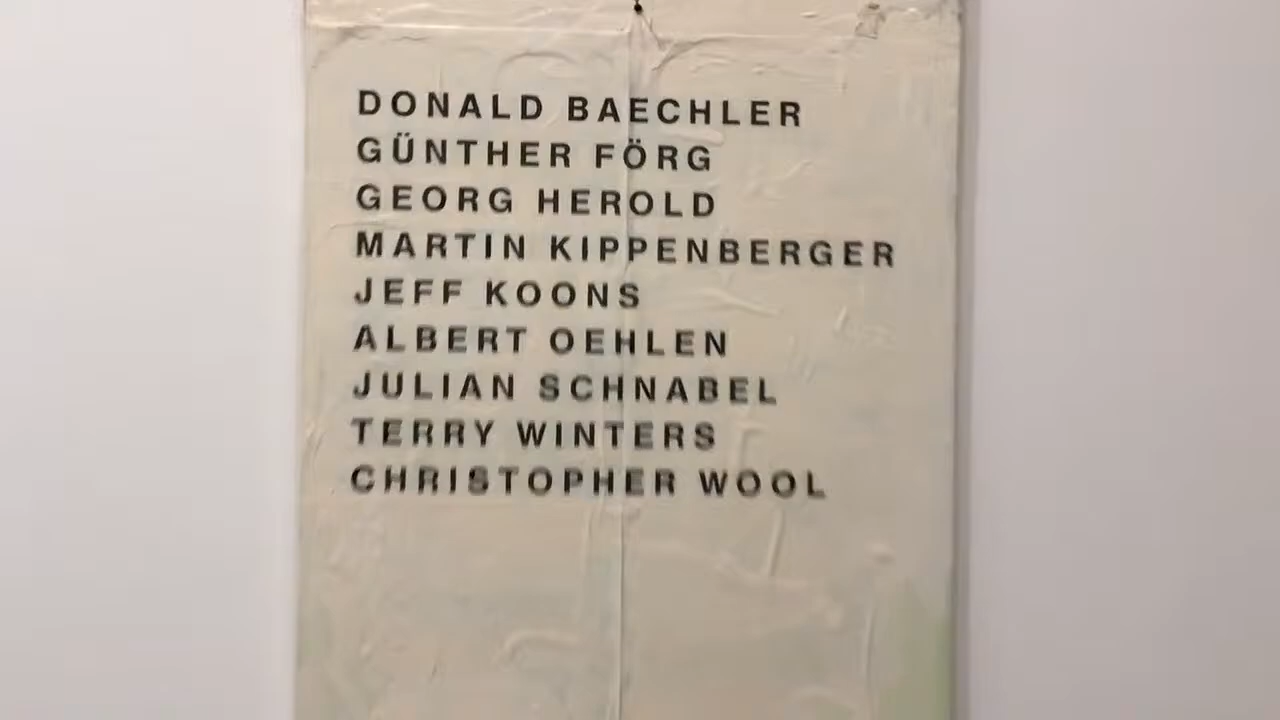 DONALD BAECHLER
GÜNTHER FÖRG
GEORG HEROLD
MARTIN KIPPENBERGER
JEFF KOONS
ALBERT OEHLEN
JULIAN SCHNABEL
TERRY WINTERS
CHRISTOPHER WOOL